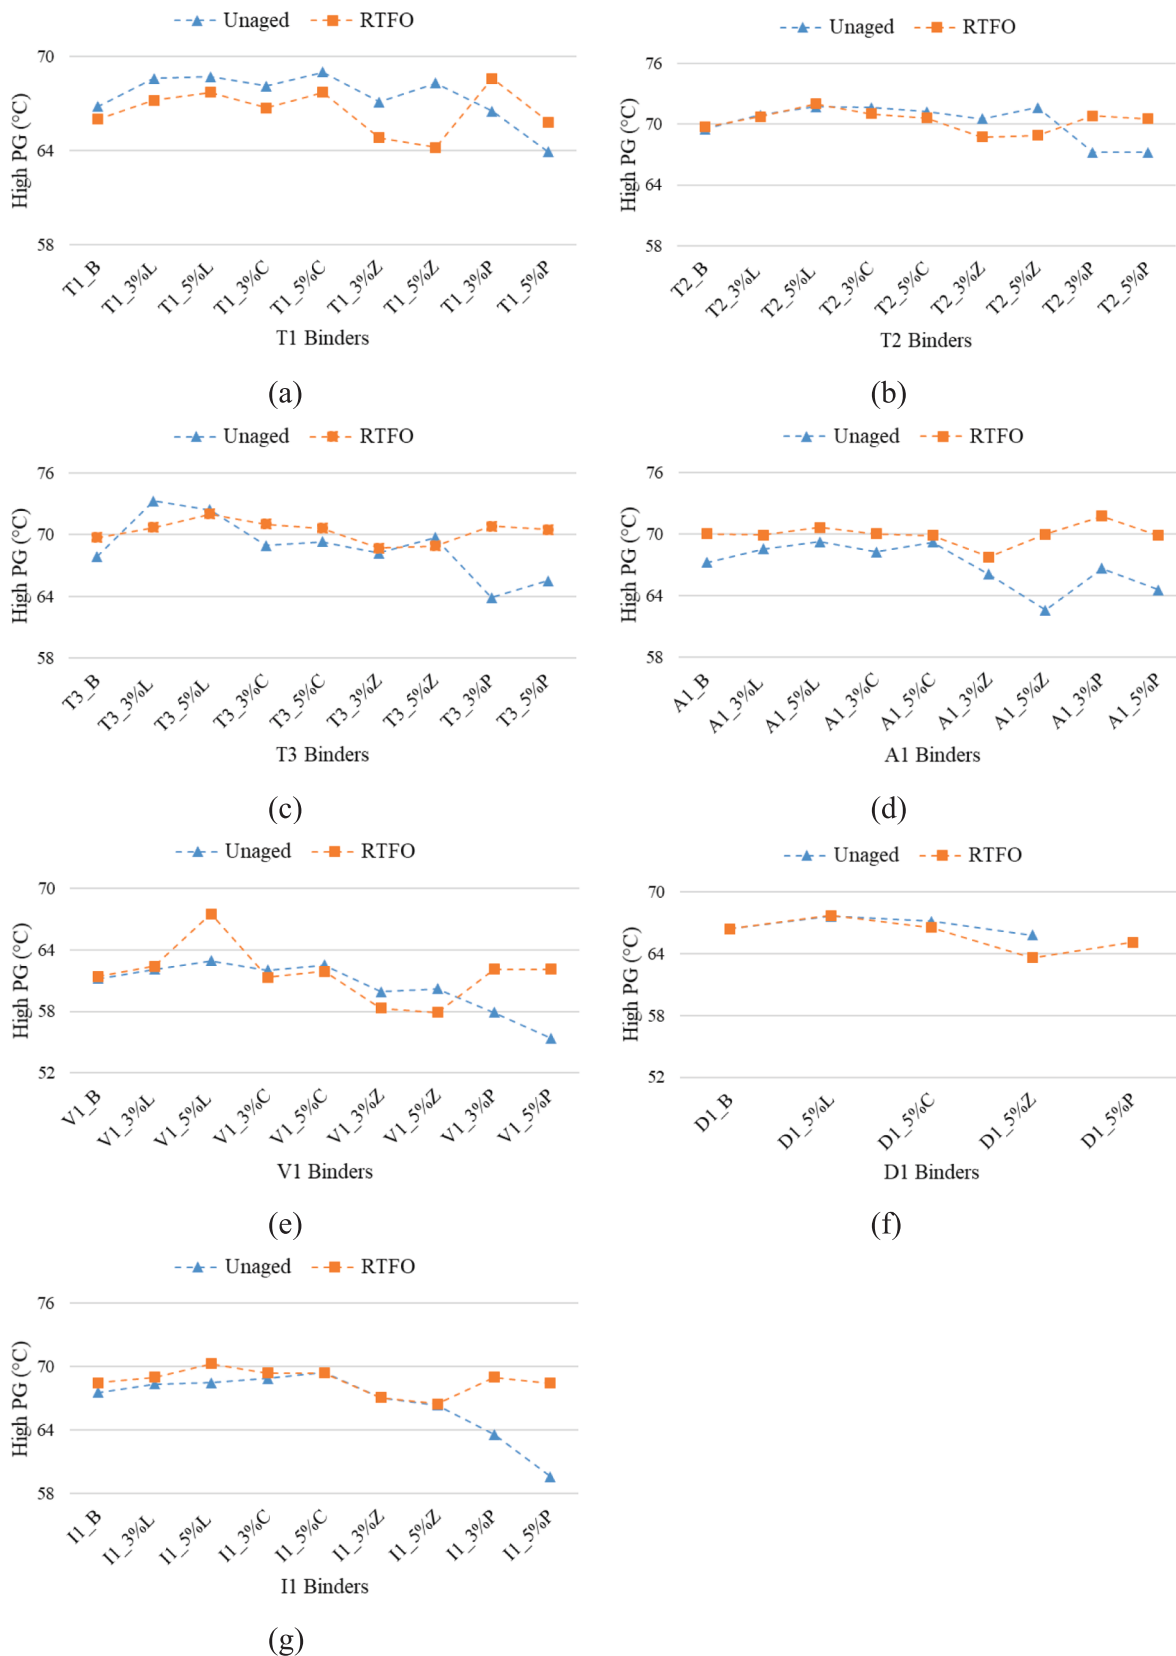 Unaged RTFO
70
64
58
High PG (°C)
T1_B T1_3%L T1_5%L T1_3%C T1_5%C T1_3%Z T1_5%Z T1_3%P T1_5%P
T1 Binders
(a)
Unaged RTFO
76
70
64
58
High PG (°C)
T2_B T2_3%L T2_5%L T2_3%C T2_5%C T2_3%Z T2_5%Z T2_3%P T2_5%P
T2 Binders
(b)
Unaged RTFO
76
70
64
58
High PG (°C)
T3_B T3_3%L T3_5%L T3_3%C T3_5%C T3_3%Z T3_5%Z T3_3%P T3_5%P
T3 Binders
(c)
Unaged RTFO
76
70
64
58
High PG (°C)
A1_B A1_3%L A1_5%L A1_3%C A1_5%C A1_3%Z A1_5%Z A1_3%P A1_5%P
A1 Binders
(d)
Unaged RTFO
70
64
58
52
High PG (°C)
V1_B V1_3%L V1_5%L V1_3%C V1_5%C V1_3%Z V1_5%Z V1_3%P V1_5%P
V1 Binders
(e)
Unaged RTFO
70
64
58
52
High PG (°C)
D1_B D1_5%L D1_5%C D1_5%Z D1_5%P
D1 Binders
(f)
Unaged RTFO
76
70
64
58
High PG (°C)
I1_B I1_3%L I1_5%L I1_3%C I1_5%C I1_3%Z I1_5%Z I1_3%P I1_5%P
I1 Binders
(g)